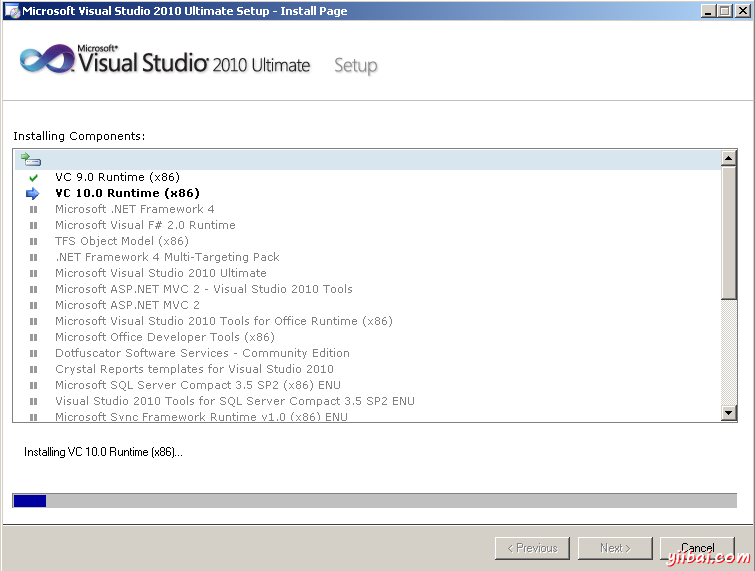 Microsoft Visual Studio 2010 Ultimate Setup - Install Page
Microsoft®
Visual Studio® 2010 Ultimate Setup
Installing Components:
VC 9.0 Runtime (x86)
VC 10.0 Runtime (x86)
Microsoft .NET Framework 4
Microsoft Visual F# 2.0 Runtime
TFS Object Model (x86)
.NET Framework 4 Multi-Targeting Pack
Microsoft Visual Studio 2010 Ultimate
Microsoft ASP.NET MVC 2 - Visual Studio 2010 Tools
Microsoft ASP.NET MVC 2
Microsoft Visual Studio 2010 Tools for Office Runtime (x86)
Microsoft Office Developer Tools (x86)
Dotfuscator Software Services - Community Edition
Crystal Reports templates for Visual Studio 2010
Microsoft SQL Server Compact 3.5 SP2 (x86) ENU
Visual Studio 2010 Tools for SQL Server Compact 3.5 SP2 ENU
Microsoft Sync Framework Runtime v1.0 (x86) ENU
Installing VC 10.0 Runtime (x86)...
< Previous Next > Cancel
yiibai.com